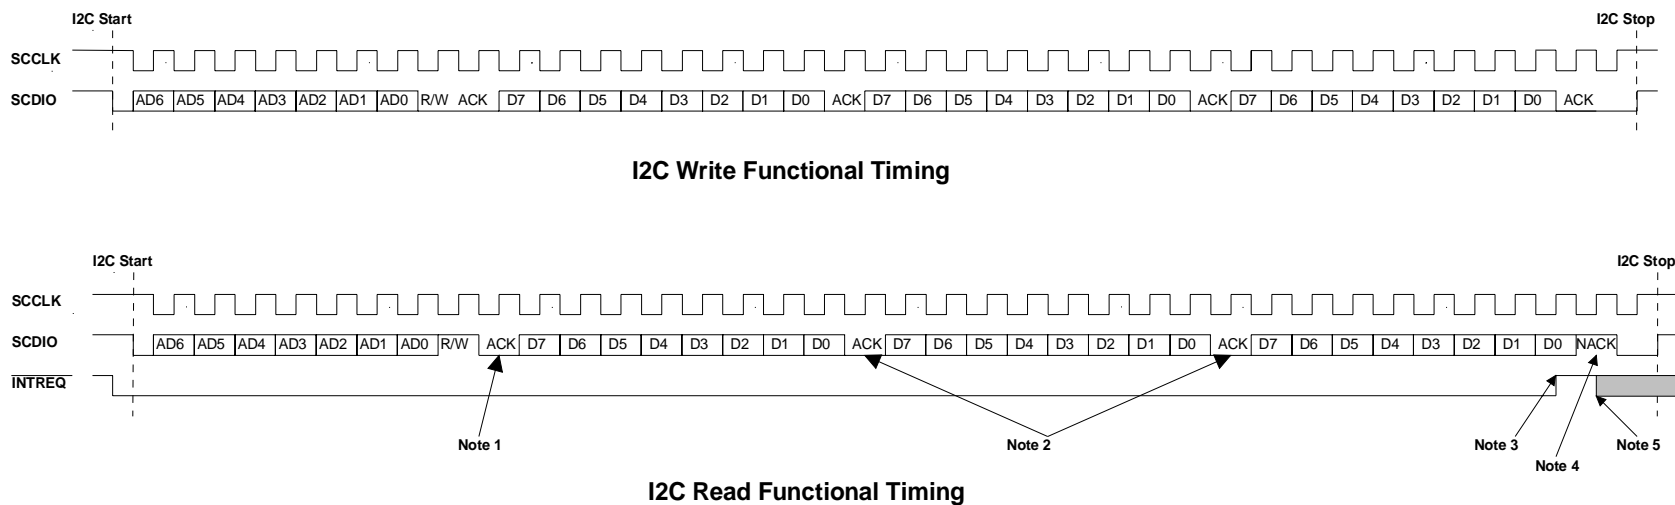 I2C Start I2C Stop
SCCLK
SCDIO AD6 AD5 AD4 AD3 AD2 AD1 AD0 R/W ACK D7 D6 D5 D4 D3 D2 D1 D0 ACK D7 D6 D5 D4 D3 D2 D1 D0 ACK D7 D6 D5 D4 D3 D2 D1 D0 ACK
I2C Write Functional Timing
I2C Start I2C Stop
SCCLK
SCDIO AD6 AD5 AD4 AD3 AD2 AD1 AD0 R/W ACK D7 D6 D5 D4 D3 D2 D1 D0 ACK D7 D6 D5 D4 D3 D2 D1 D0 ACK D7 D6 D5 D4 D3 D2 D1 D0 NACK
INTREQ
Note 1 Note 2 Note 3 Note 5
Note 4
I2C Read Functional Timing